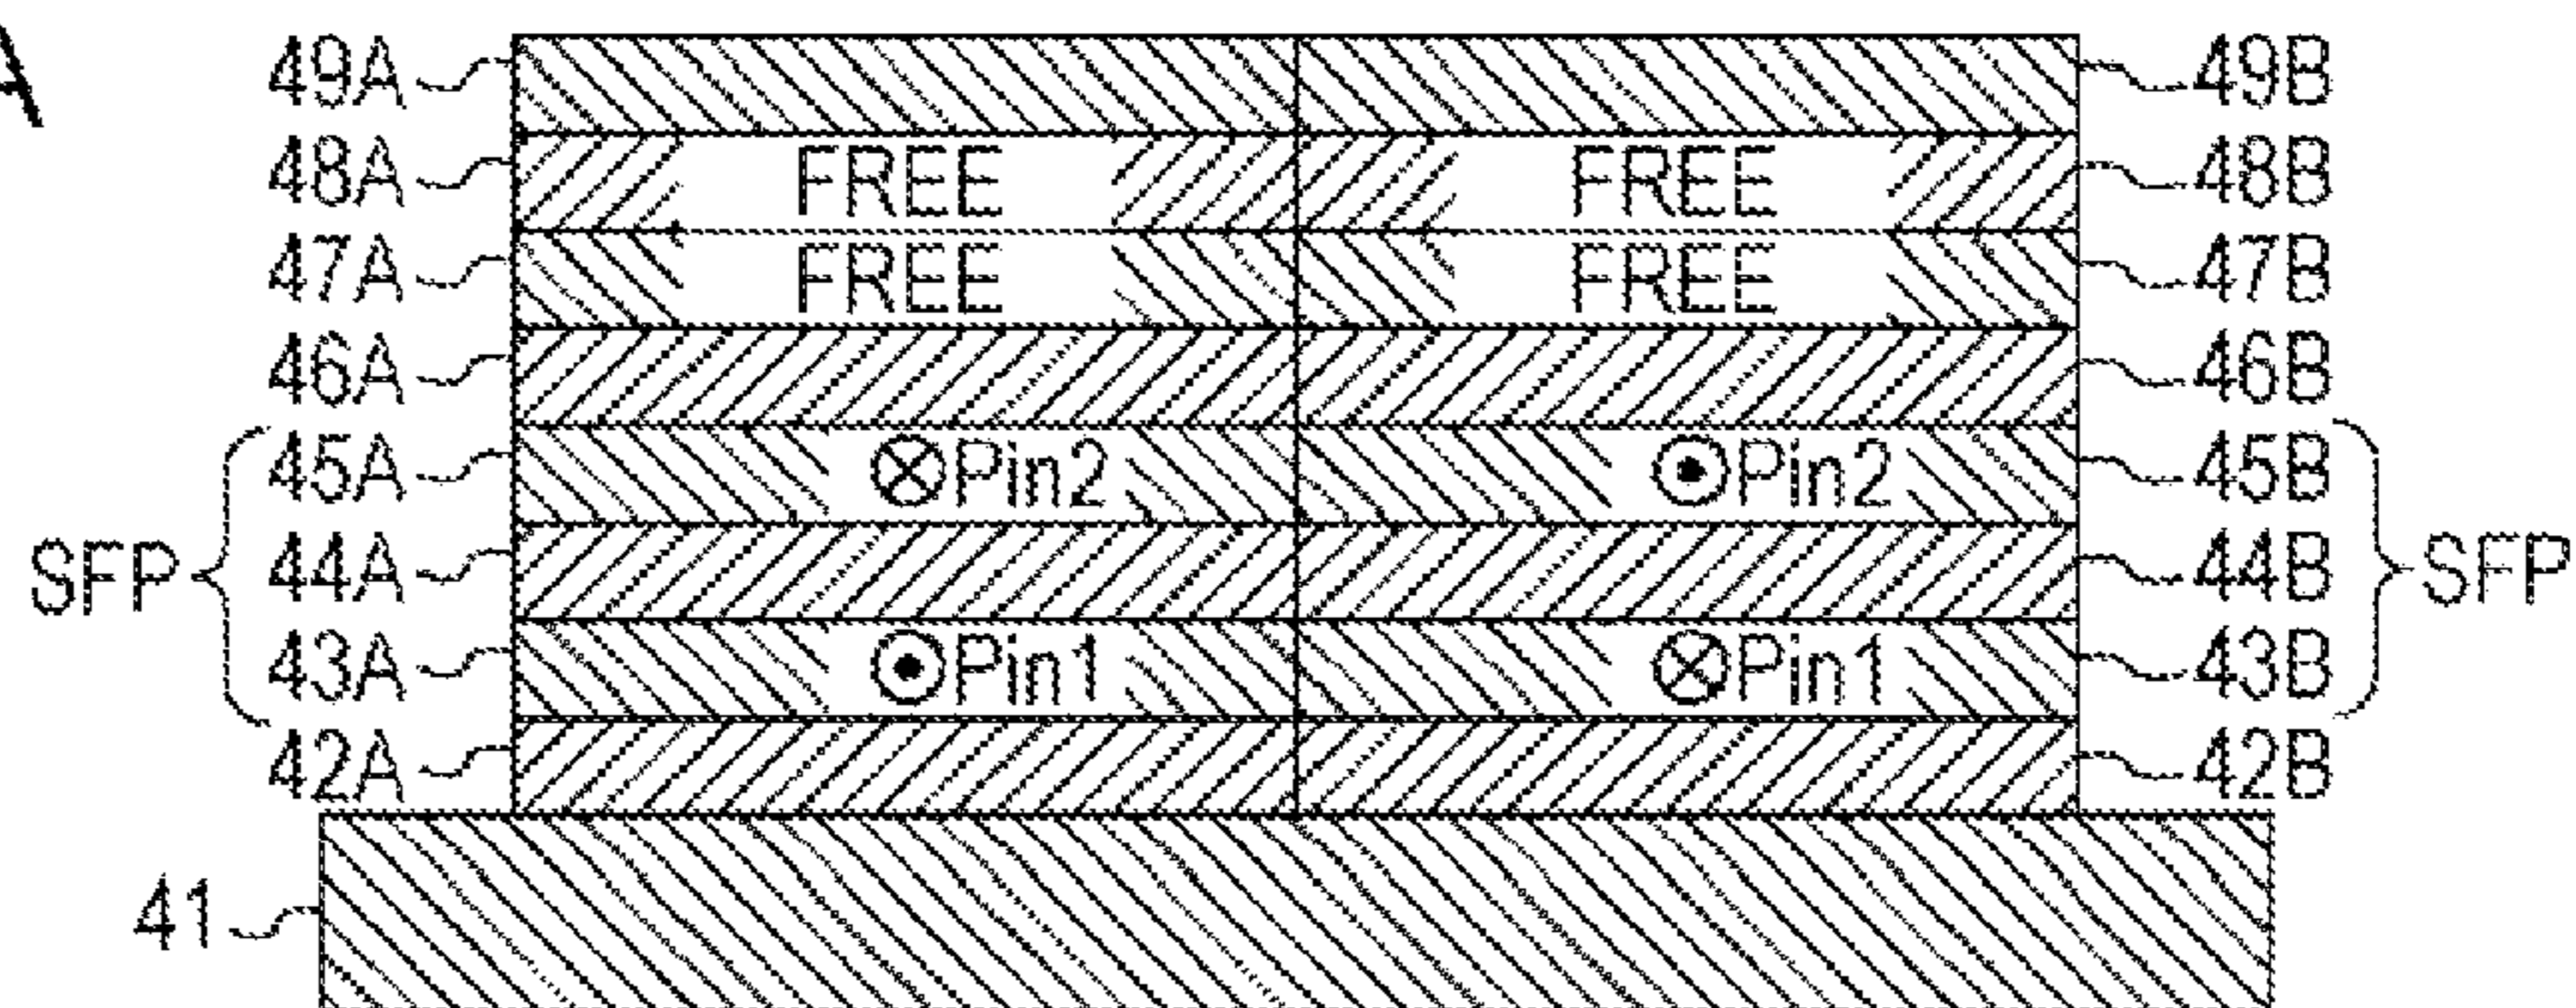 A
49A 49B
48A FREE FREE 48B
47A FREE FREE 47B
46A 46B
45A ⊗Pin2 ⊙Pin2 45B
SFP 44A 44B SFP
43A ⊙Pin1 ⊗Pin1 43B
42A 42B
41